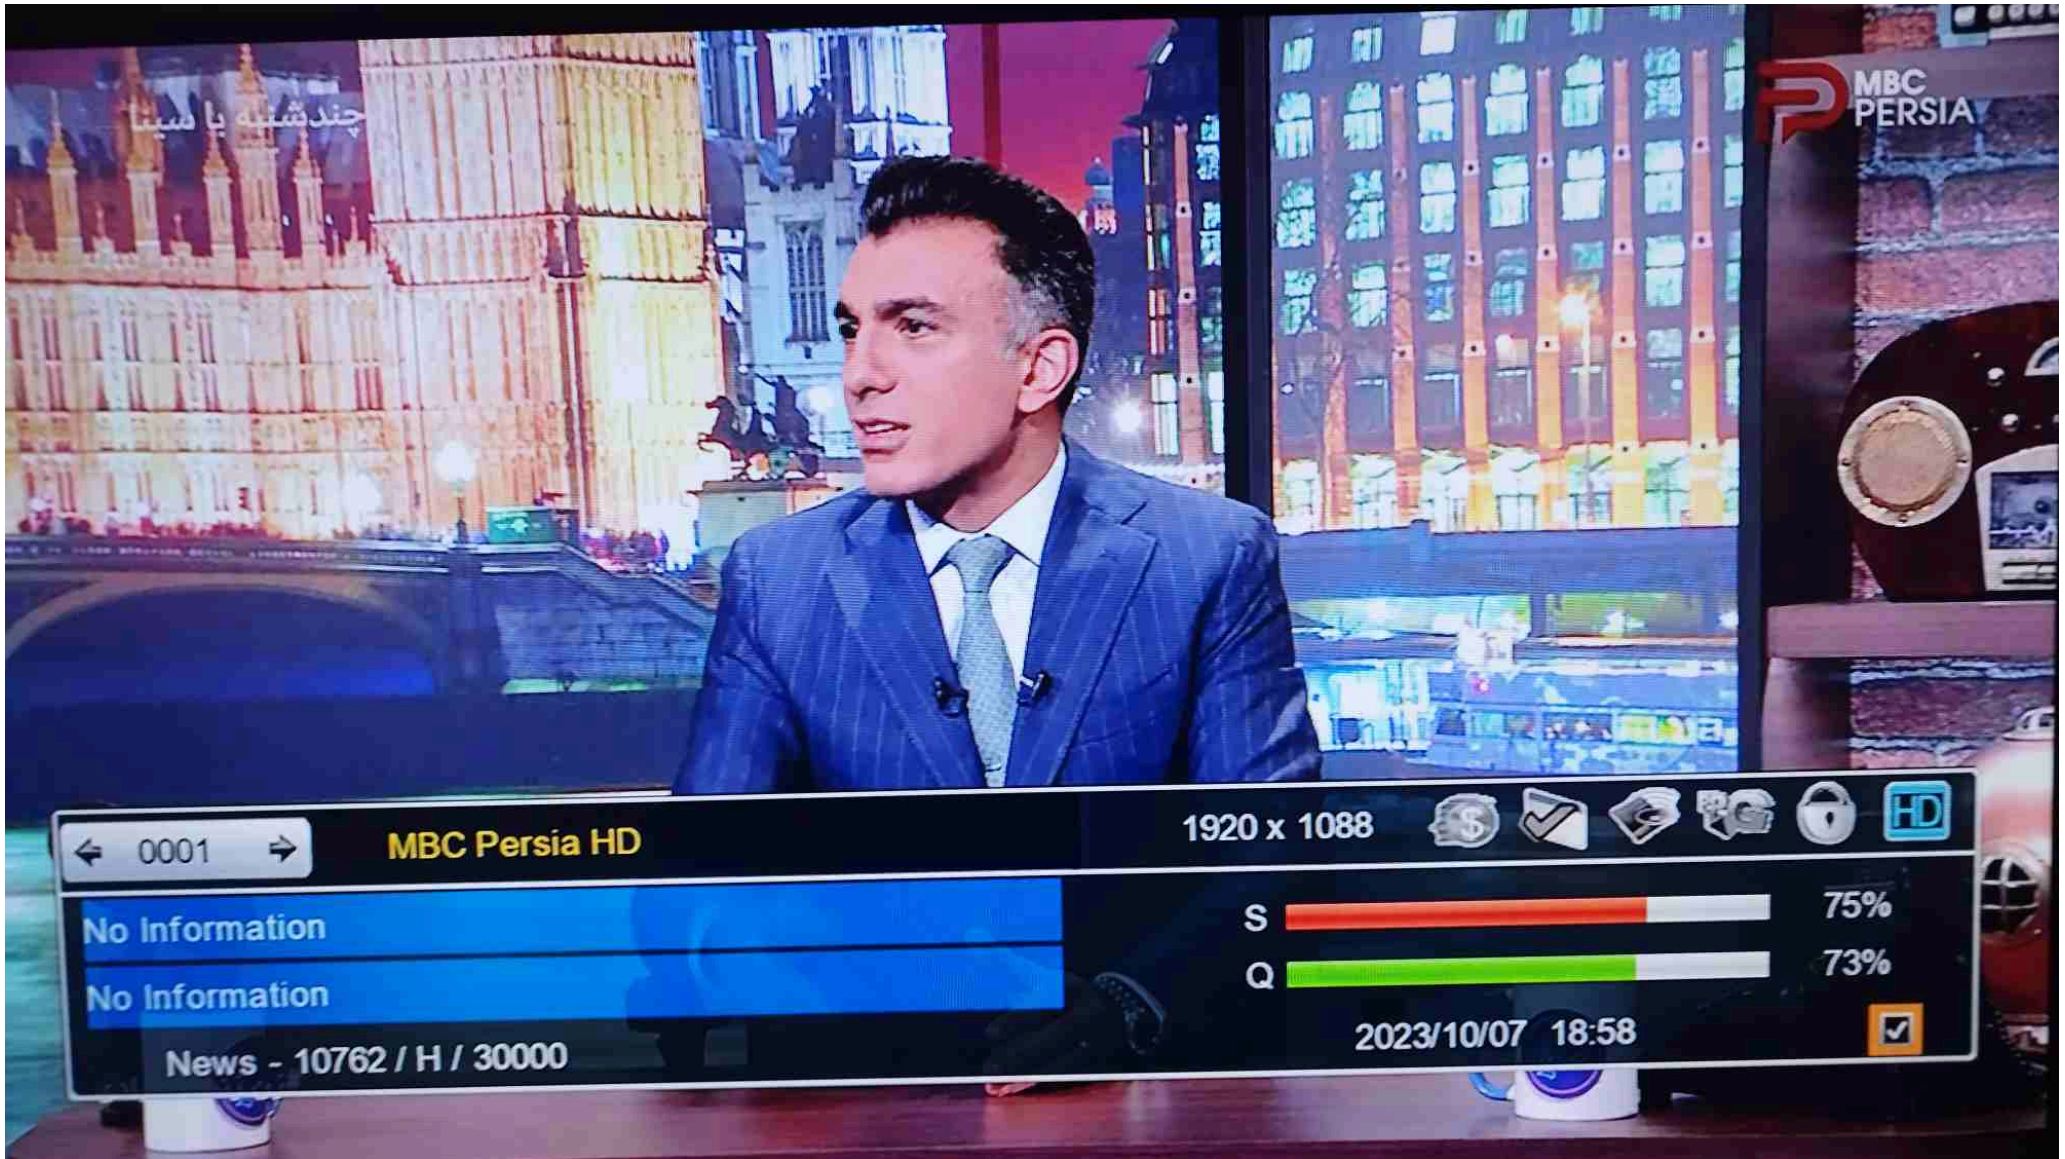 چندشنبه با سینا
MBC
PERSIA
0001
MBC Persia HD
1920 x 1088
HD
No Information
No Information
S
75%
Q
73%
News - 10762 / H / 30000
2023/10/07 18:58